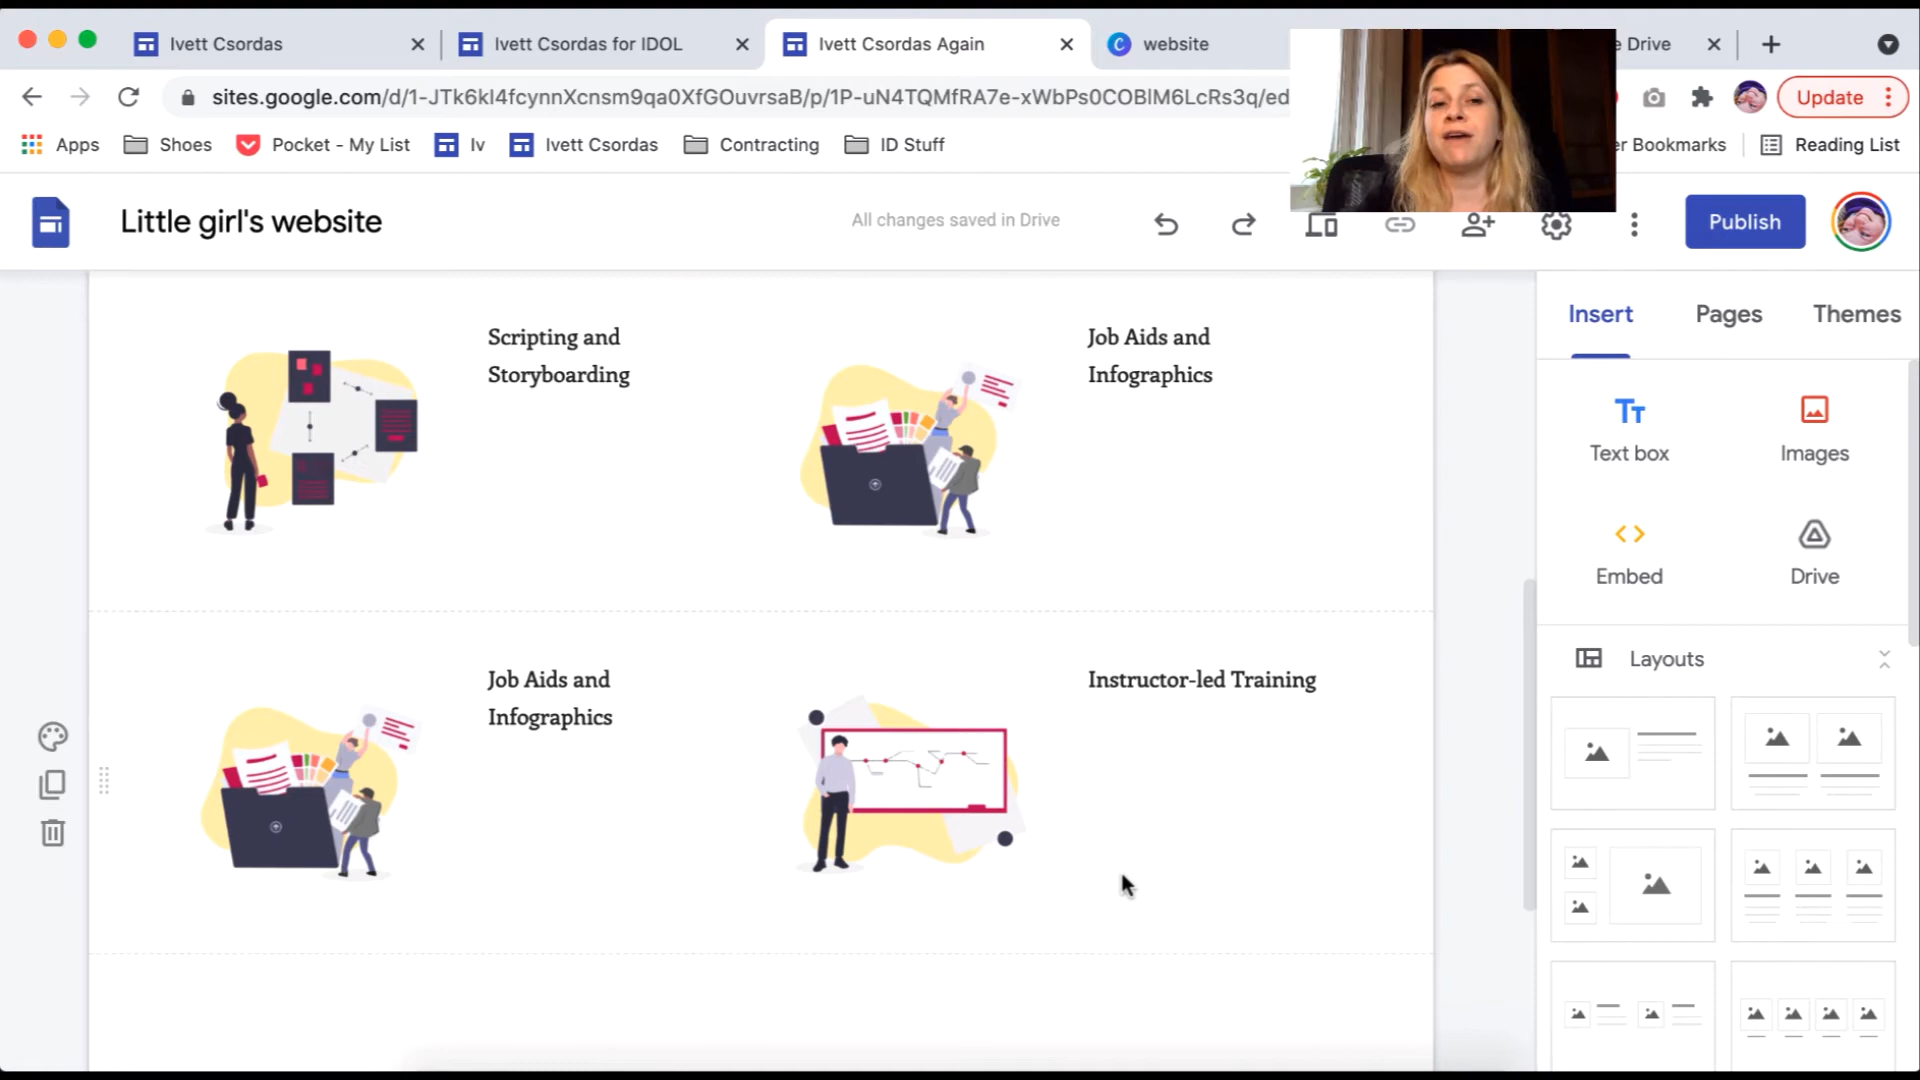 Ivett Csordas
Ivett Csordas for IDOL
Ivett Csordas Again
website
e Drive
sites.google.com/d/1-JTk6kI4fcynnXcnsm9qa0XfGOuvrsaB/p/1P-uN4TQMfRA7e-xWbPs0COBlM6LcRs3q/ed
Update
Apps
Shoes
Pocket - My List
Iv
Ivett Csordas
Contracting
ID Stuff
er Bookmarks
Reading List
Little girl's website
All changes saved in Drive
Publish
Insert
Pages
Themes
Scripting and
Storyboarding
Job Aids and
Infographics
Text box
Images
Embed
Drive
Job Aids and
Infographics
Instructor-led Training
Layouts